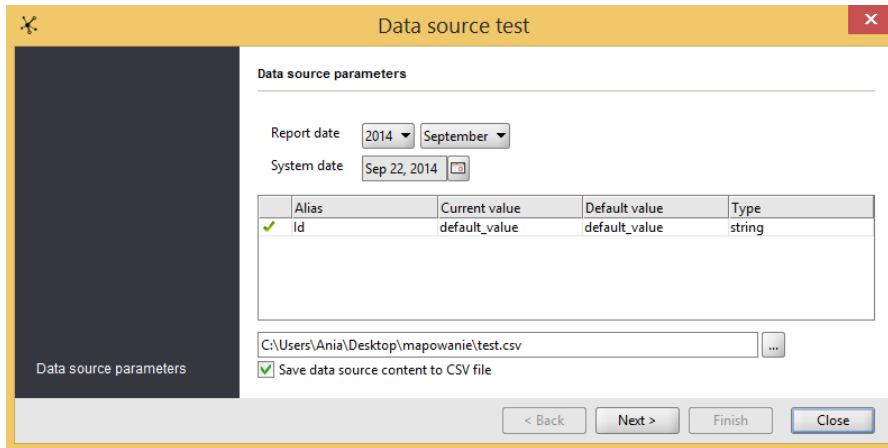 Data source test
Data source parameters
Report date 2014 September
System date Sep 22, 2014
Alias Current value Default value Type
Id default_value default_value string
C:\Users\Ania\Desktop\mapowanie\test.csv ...
Data source parameters Save data source content to CSV file
< Back Next > Finish Close